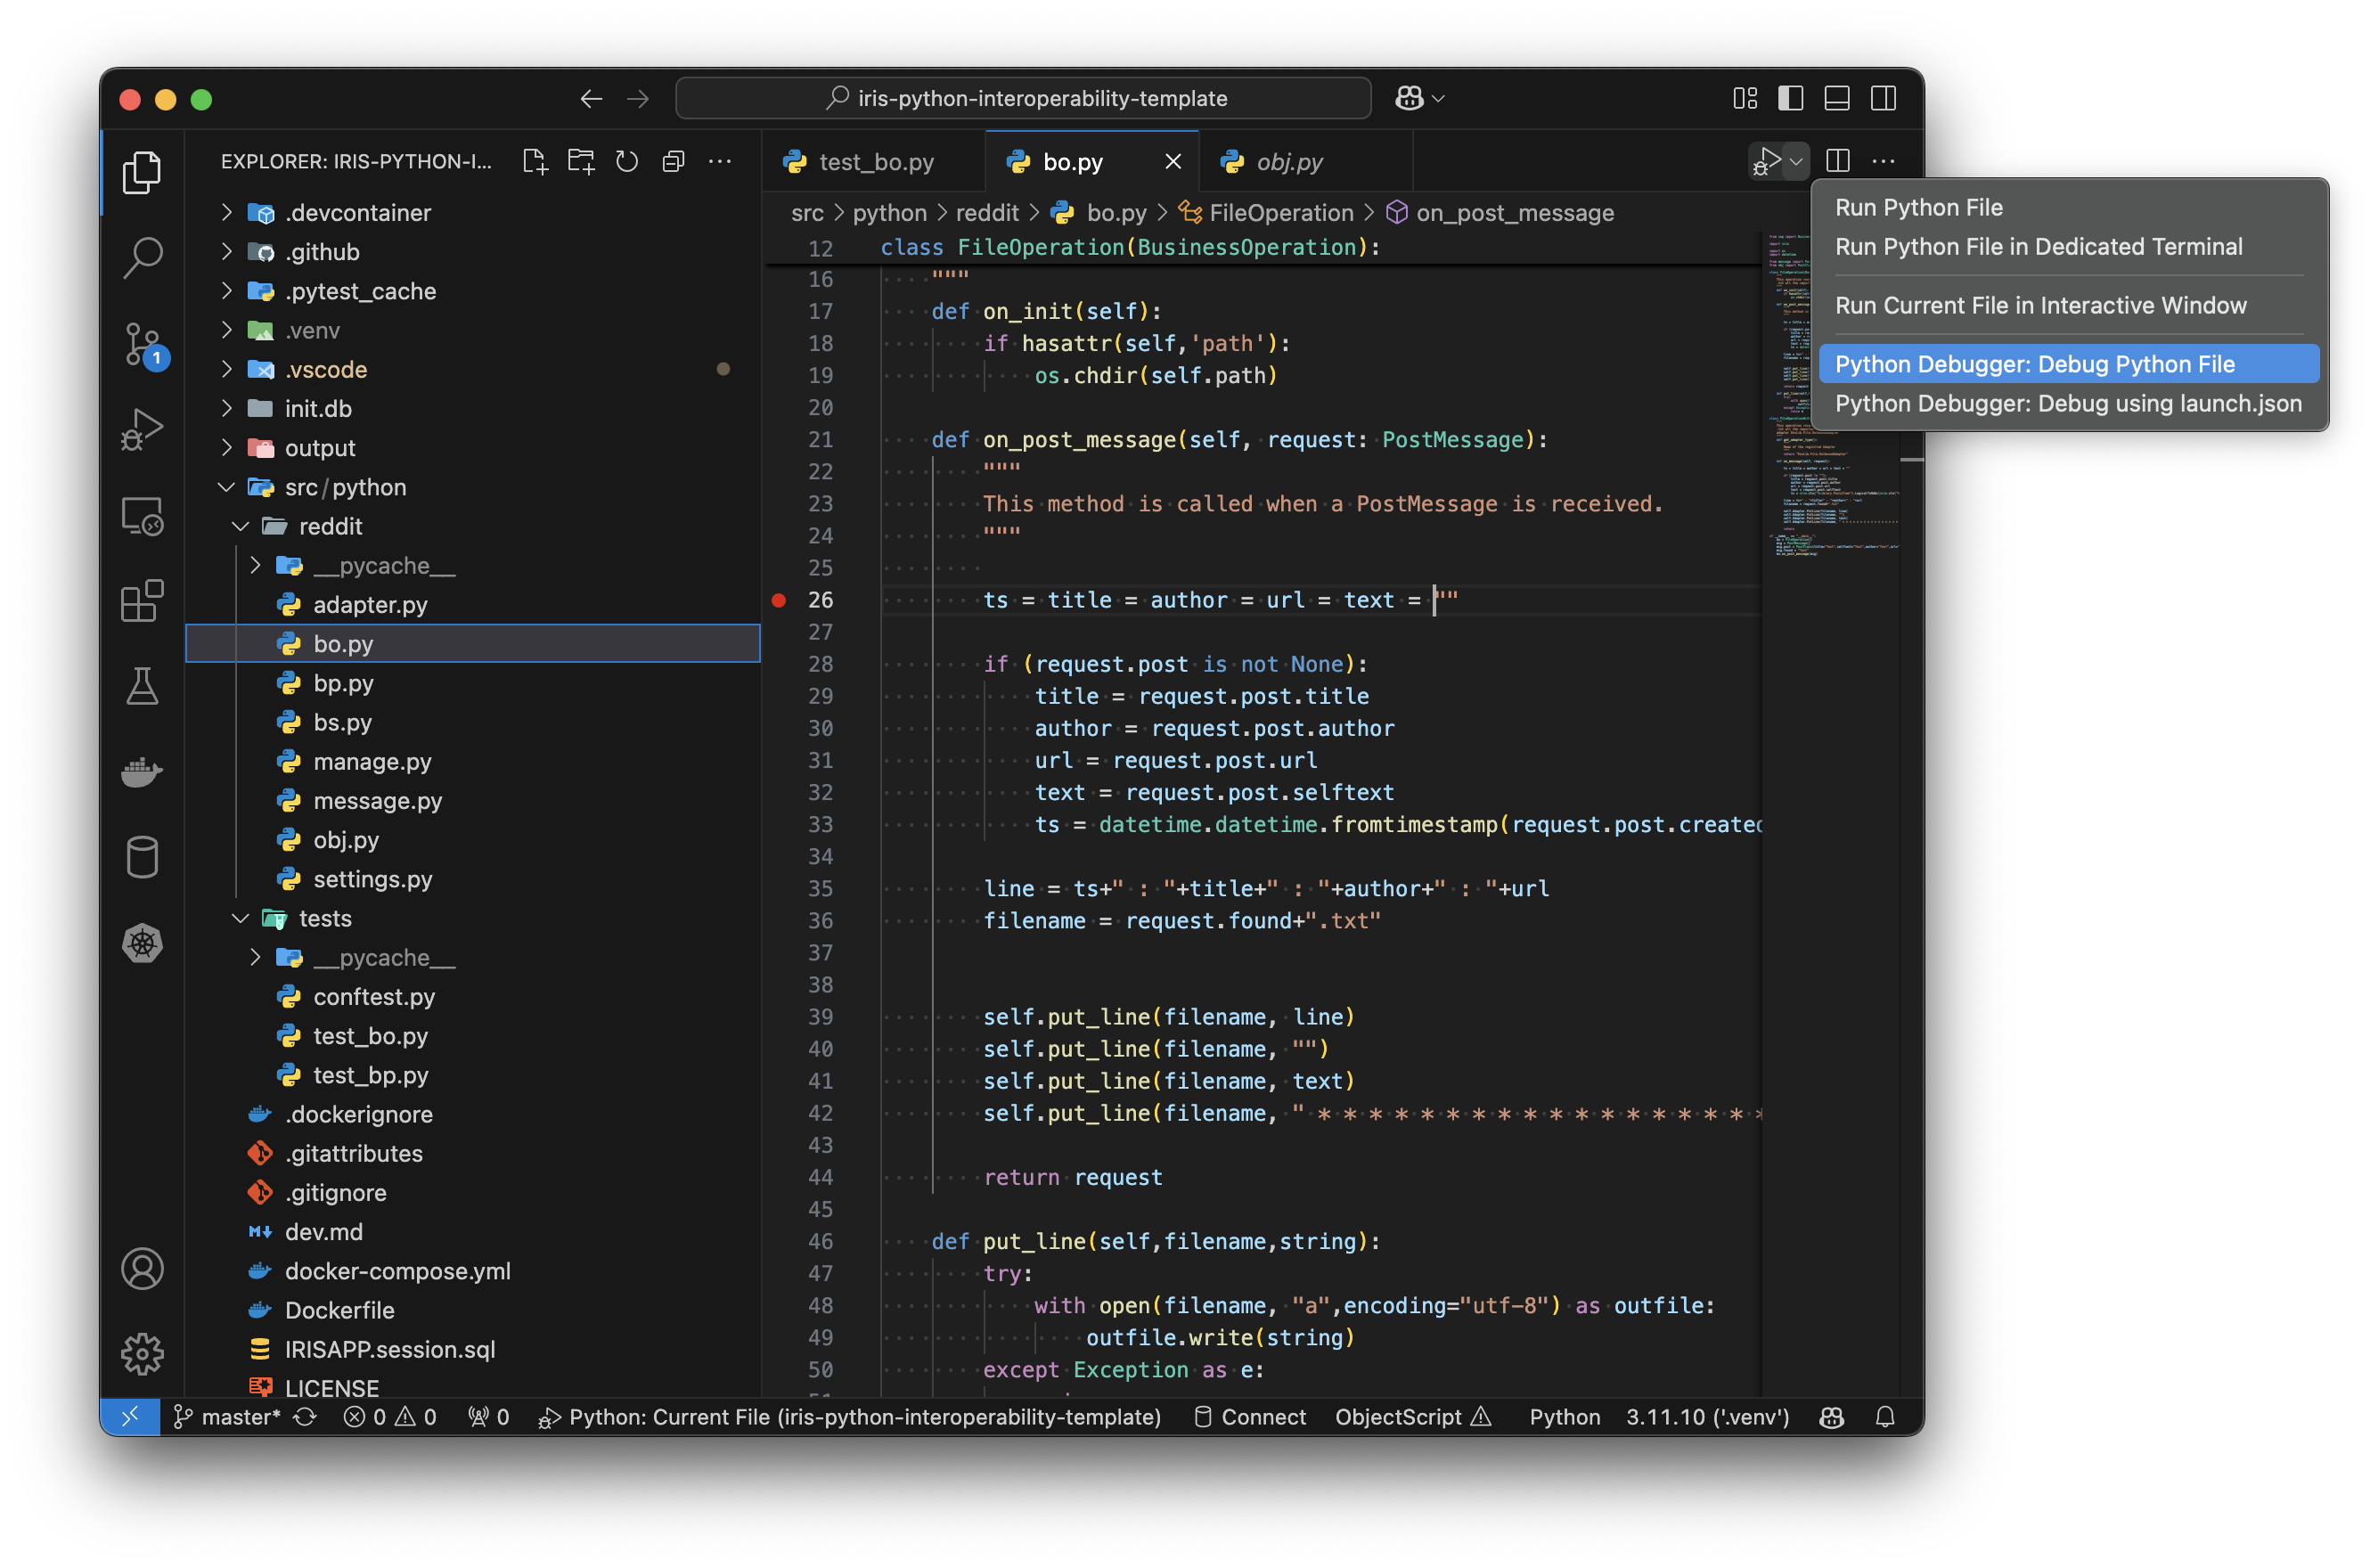 iris-python-interoperability-template
EXPLORER: IRIS-PYTHON-I...
.devcontainer
.github
.pytest_cache
.venv
.vscode
init.db
output
src/python
reddit
__pycache__
adapter.py
bo.py
bp.py
bs.py
manage.py
message.py
obj.py
settings.py
tests
__pycache__
conftest.py
test_bo.py
test_bp.py
.dockerignore
.gitattributes
.gitignore
dev.md
docker-compose.yml
Dockerfile
IRISAPP.session.sql
LICENSE
1
test_bo.py bo.py obj.py
src > python > reddit > bo.py > FileOperation > on_post_message
12 class FileOperation(BusinessOperation):
16 """
17 def on_init(self):
18 if hasattr(self,'path'):
19 os.chdir(self.path)
20
21 def on_post_message(self, request: PostMessage):
22 """
23 This method is called when a PostMessage is received.
24 """
25
26 ts = title = author = url = text = ""
27
28 if (request.post is not None):
29 title = request.post.title
30 author = request.post.author
31 url = request.post.url
32 text = request.post.selftext
33 ts = datetime.datetime.fromtimestamp(request.post.created
34
35 line = ts+" : "+title+" : "+author+" : "+url
36 filename = request.found+".txt"
37
38
39 self.put_line(filename, line)
40 self.put_line(filename, "")
41 self.put_line(filename, text)
42 self.put_line(filename, " * * * * * * * * * * * * * * * * * *
43
44 return request
45
46 def put_line(self,filename,string):
47 try:
48 with open(filename, "a",encoding="utf-8") as outfile:
49 outfile.write(string)
50 except Exception as e:
Run Python File
Run Python File in Dedicated Terminal
Run Current File in Interactive Window
Python Debugger: Debug Python File
Python Debugger: Debug using launch.json
master* 0 0 0 Python: Current File (iris-python-interoperability-template) Connect ObjectScript Python 3.11.10 ('.venv')